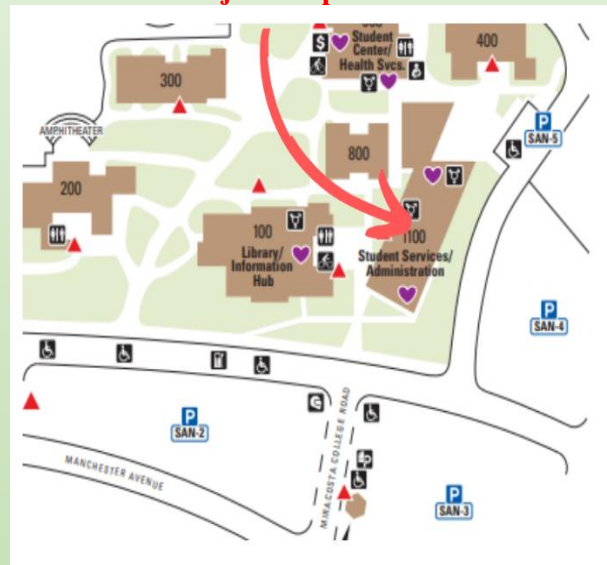 Student
Center/
Health Svcs.
$
400
300
AMPHITHEATER
P
SAN-5
800
200
100
Library/
Information
Hub
1100
Student Services/
Administration
P
SAN-4
P
SAN-2
MIRACOSTA COLLEGE ROAD
MANCHESTER AVENUE
P
P
SAN-3